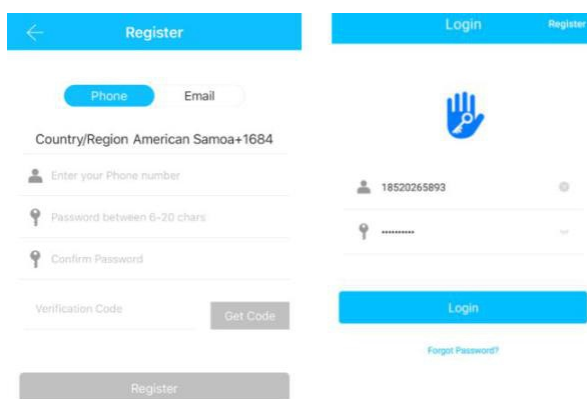 Register
Phone Email
Country/Region American Samoa+1684
Enter your Phone number
Password between 6-20 chars
Confirm Password
Verification Code Get Code
Register
Login Register
18520265893
••••••••••
Login
Forgot Password?